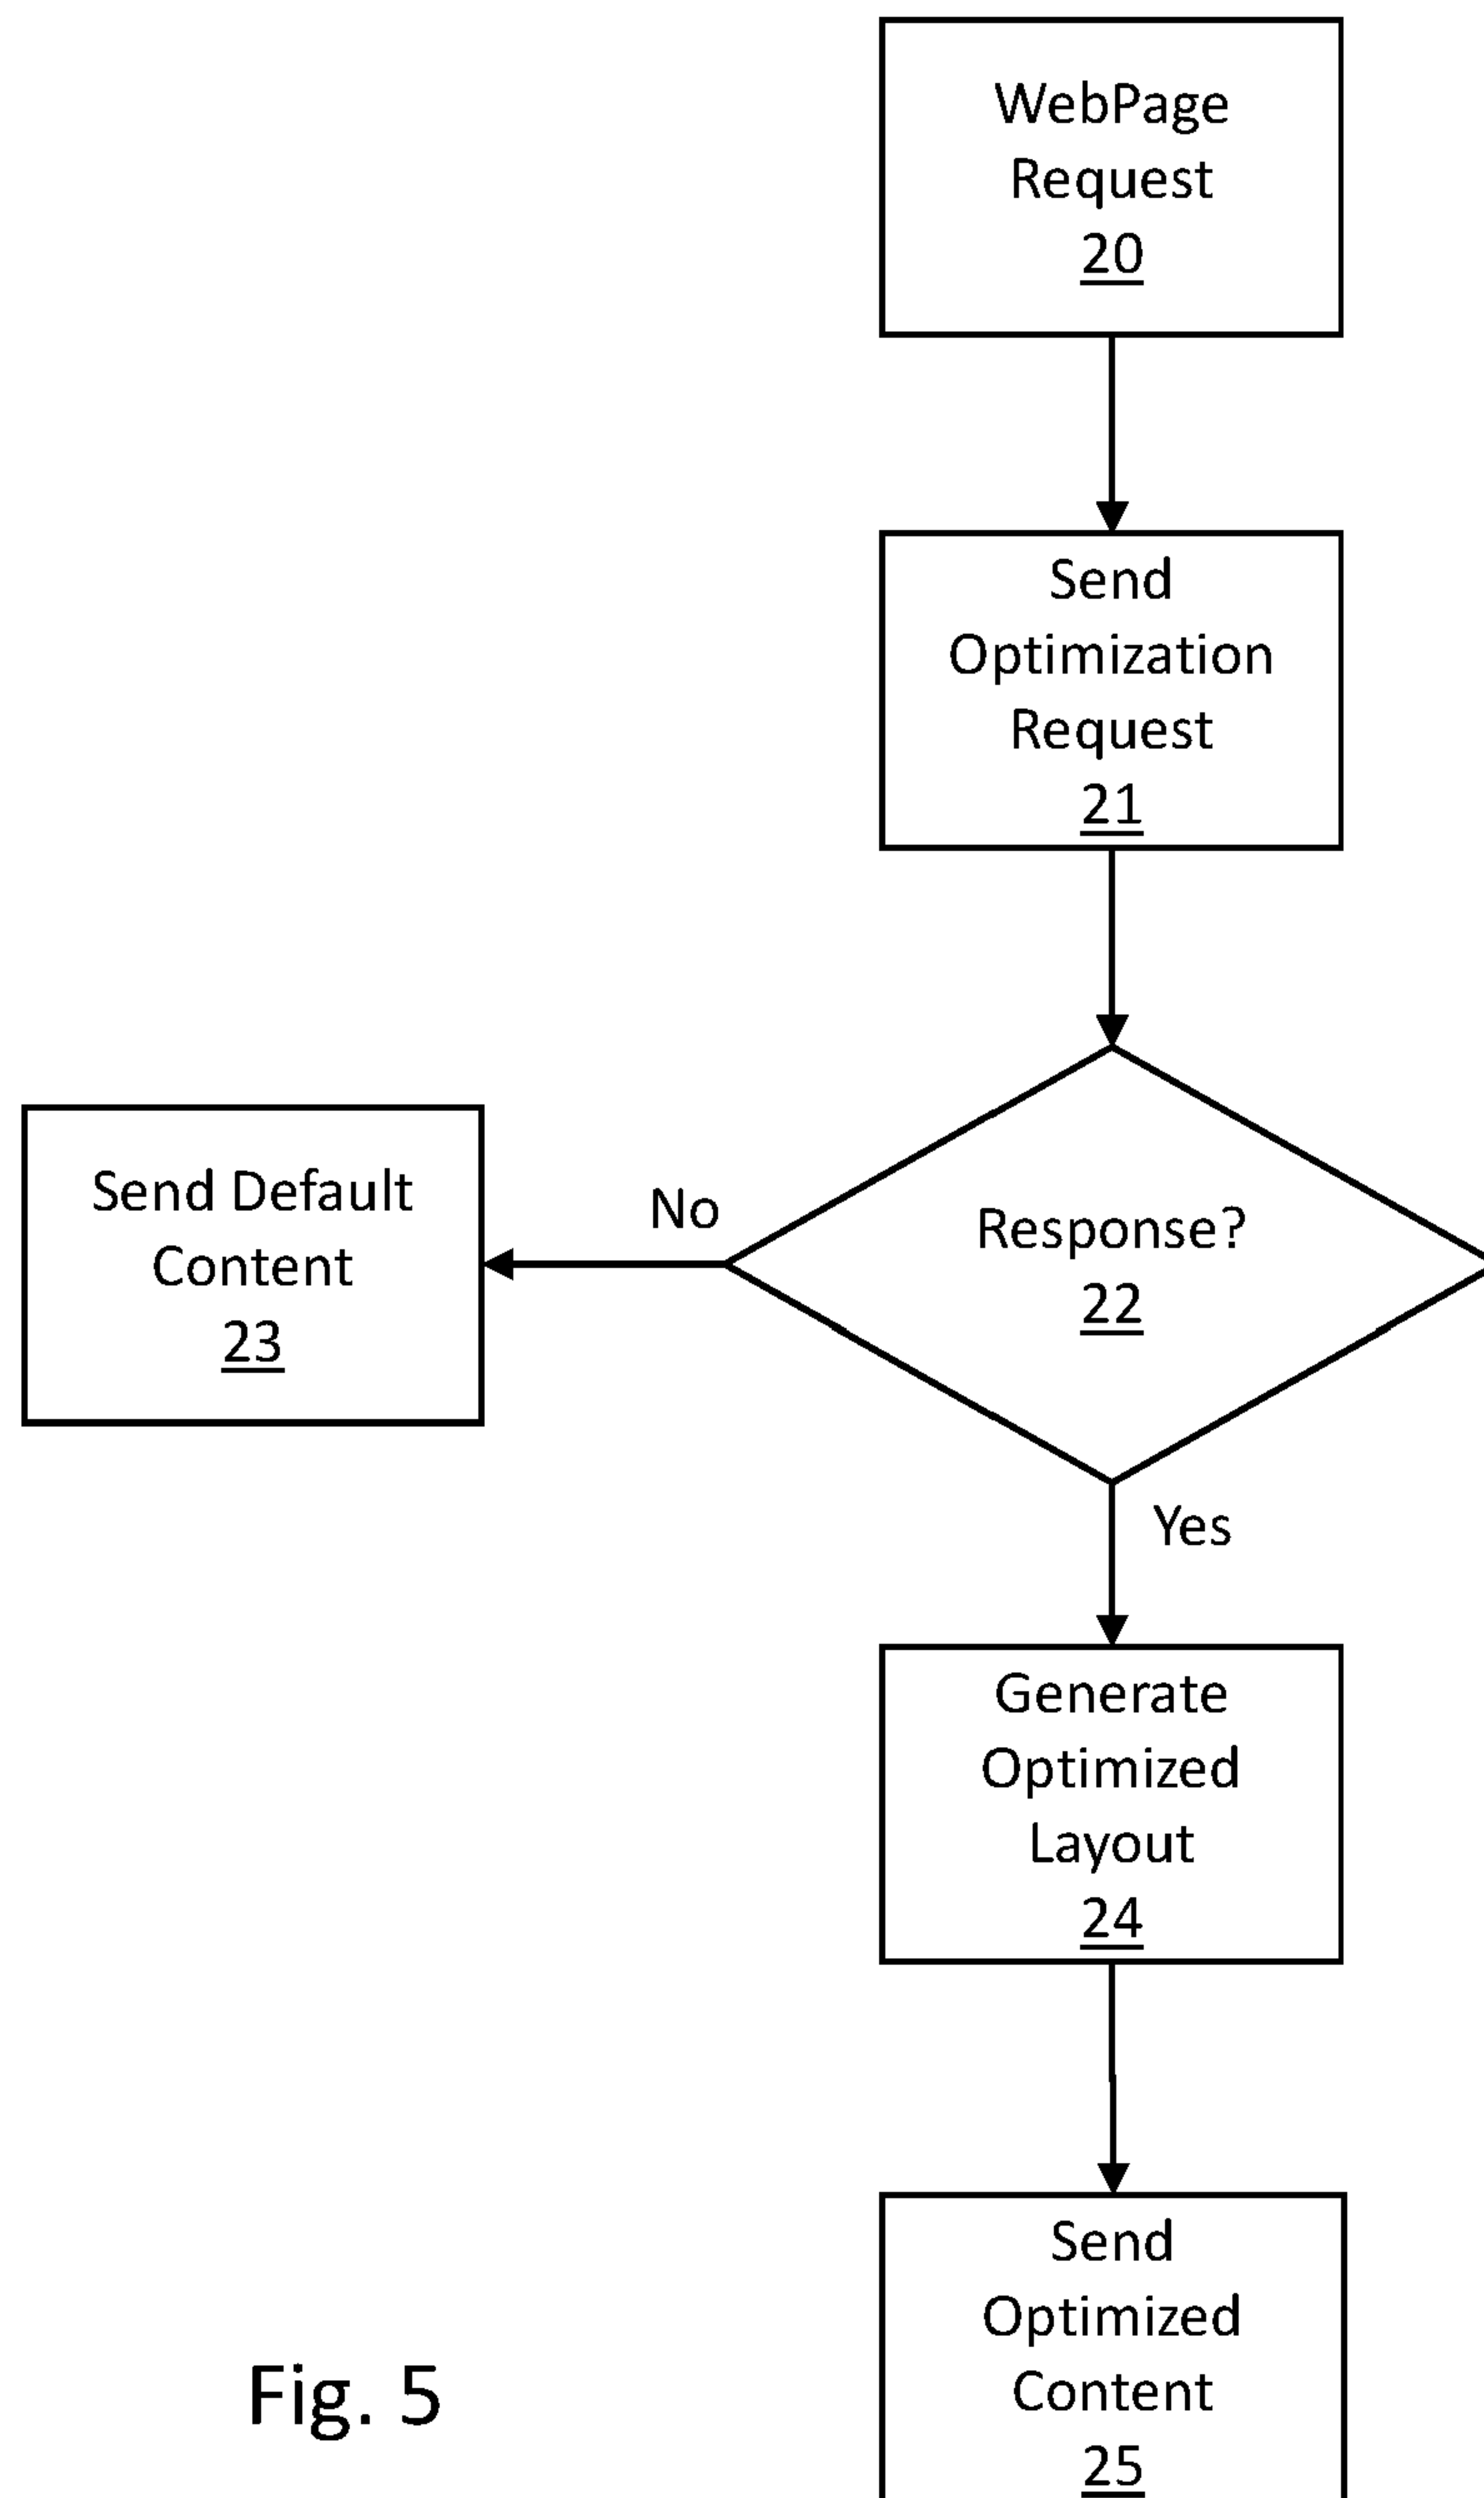 WebPage
Request
20
Send
Optimization
Request
21
Response?
22
No
Send Default
Content
23
Yes
Generate
Optimized
Layout
24
Send
Optimized
Content
25
Fig. 5